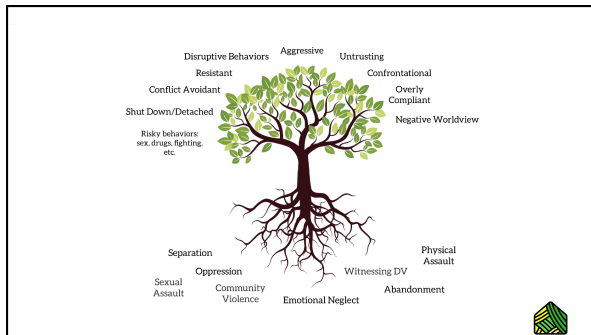 Disruptive Behaviors
Aggressive
Untrusting
Resistant
Confrontational
Conflict Avoidant
Overly
Compliant
Shut Down/Detached
Negative Worldview
Risky behaviors:
sex, drugs, fighting,
etc.
Separation
Physical
Assault
Oppression
Witnessing DV
Sexual
Assault
Community
Violence
Emotional Neglect
Abandonment